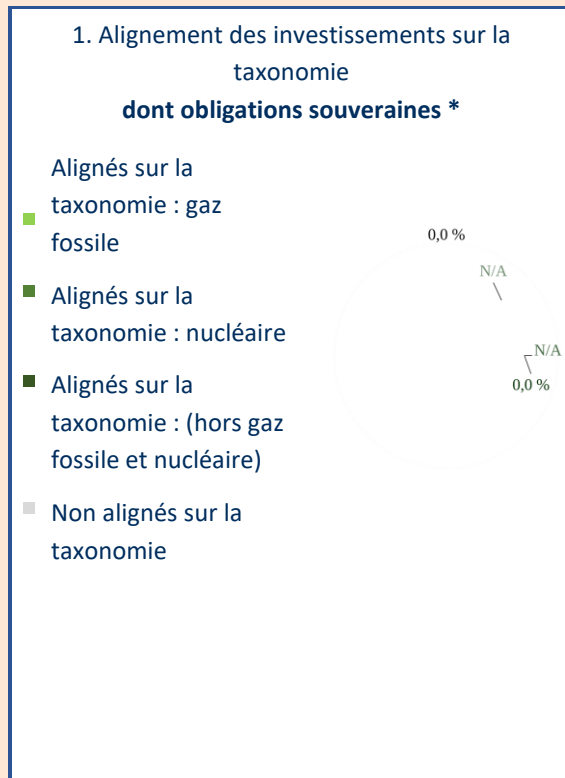 1. Alignement des investissements sur la
taxonomie
dont obligations souveraines *
Alignés sur la
taxonomie : gaz
fossile
Alignés sur la
taxonomie : nucléaire
Alignés sur la
taxonomie : (hors gaz
fossile et nucléaire)
Non alignés sur la
taxonomie
0,0 %
N/A
N/A
0,0 %